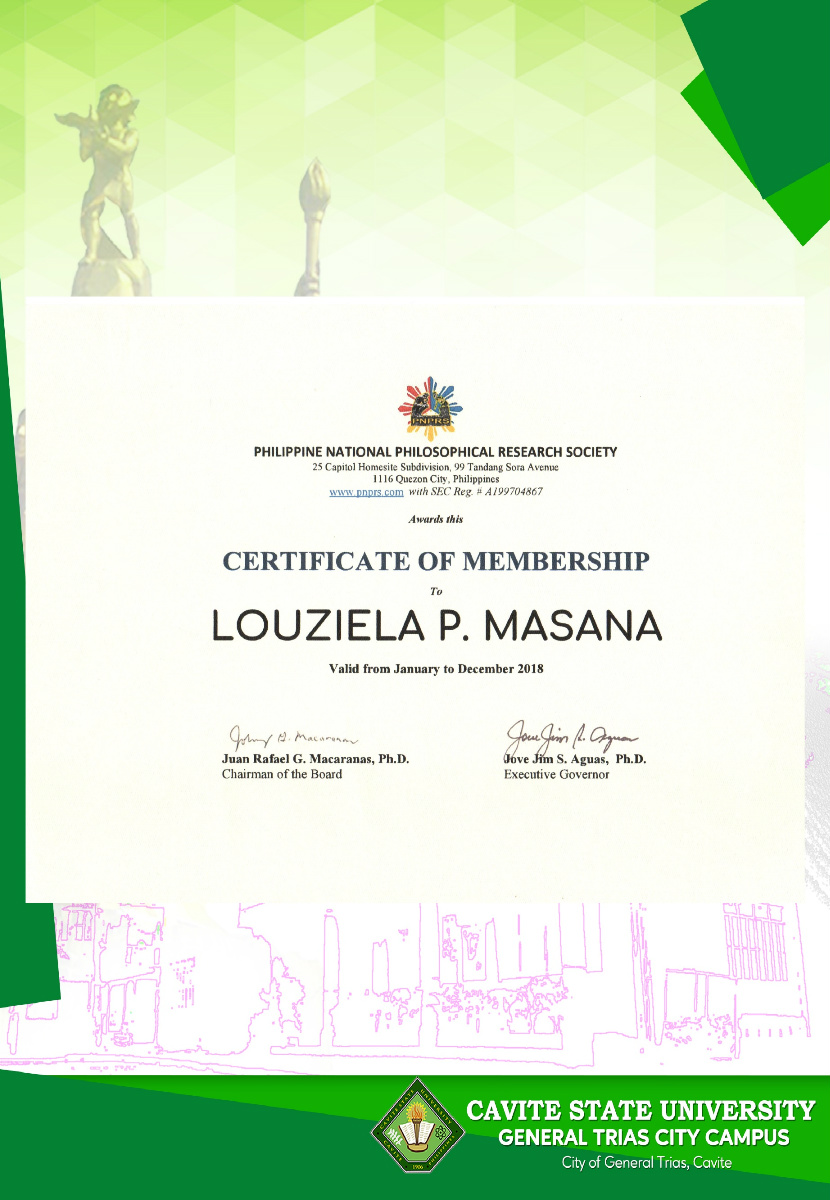 PNPRS
PHILIPPINE NATIONAL PHILOSOPHICAL RESEARCH SOCIETY
25 Capitol Homesite Subdivision, 99 Tandang Sora Avenue
1116 Quezon City, Philippines
www.pnprs.com with SEC Reg. # A199704867
Awards this
CERTIFICATE OF MEMBERSHIP
To
LOUZIELA P. MASANA
Valid from January to December 2018
Juan Rafael G. Macaranas, Ph.D.
Chairman of the Board
Jove Jim S. Aguas, Ph.D.
Executive Governor
CAVITE STATE UNIVERSITY
GENERAL TRIAS CITY CAMPUS
City of General Trias, Cavite
1906